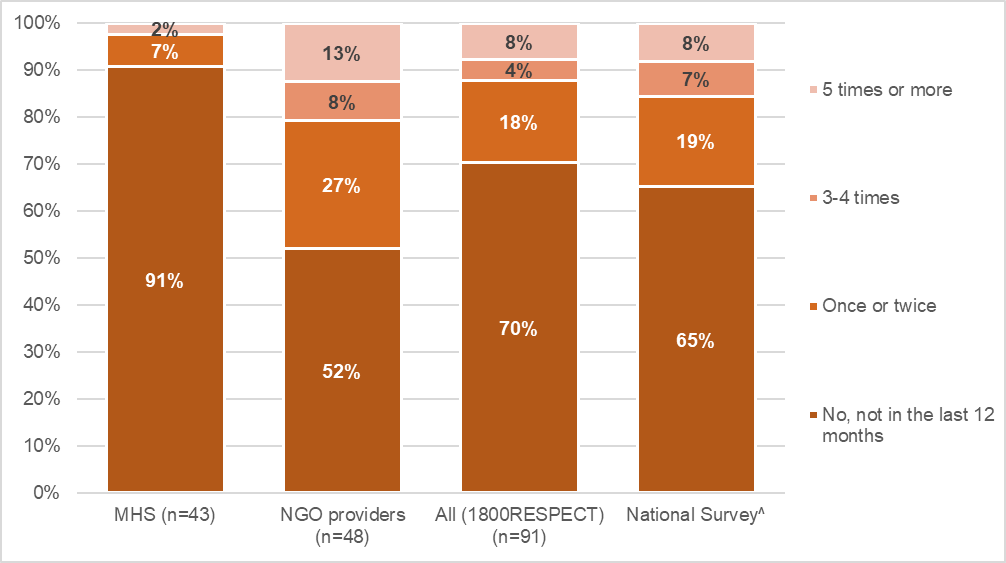 100%
90%
80%
70%
60%
50%
40%
30%
20%
10%
0%
2%
7%
91%
13%
8%
27%
52%
8%
4%
18%
70%
8%
7%
19%
65%
MHS (n=43)
NGO providers
(n=48)
All (1800RESPECT)
(n=91)
National Survey^
5 times or more
3-4 times
Once or twice
No, not in the last 12
months